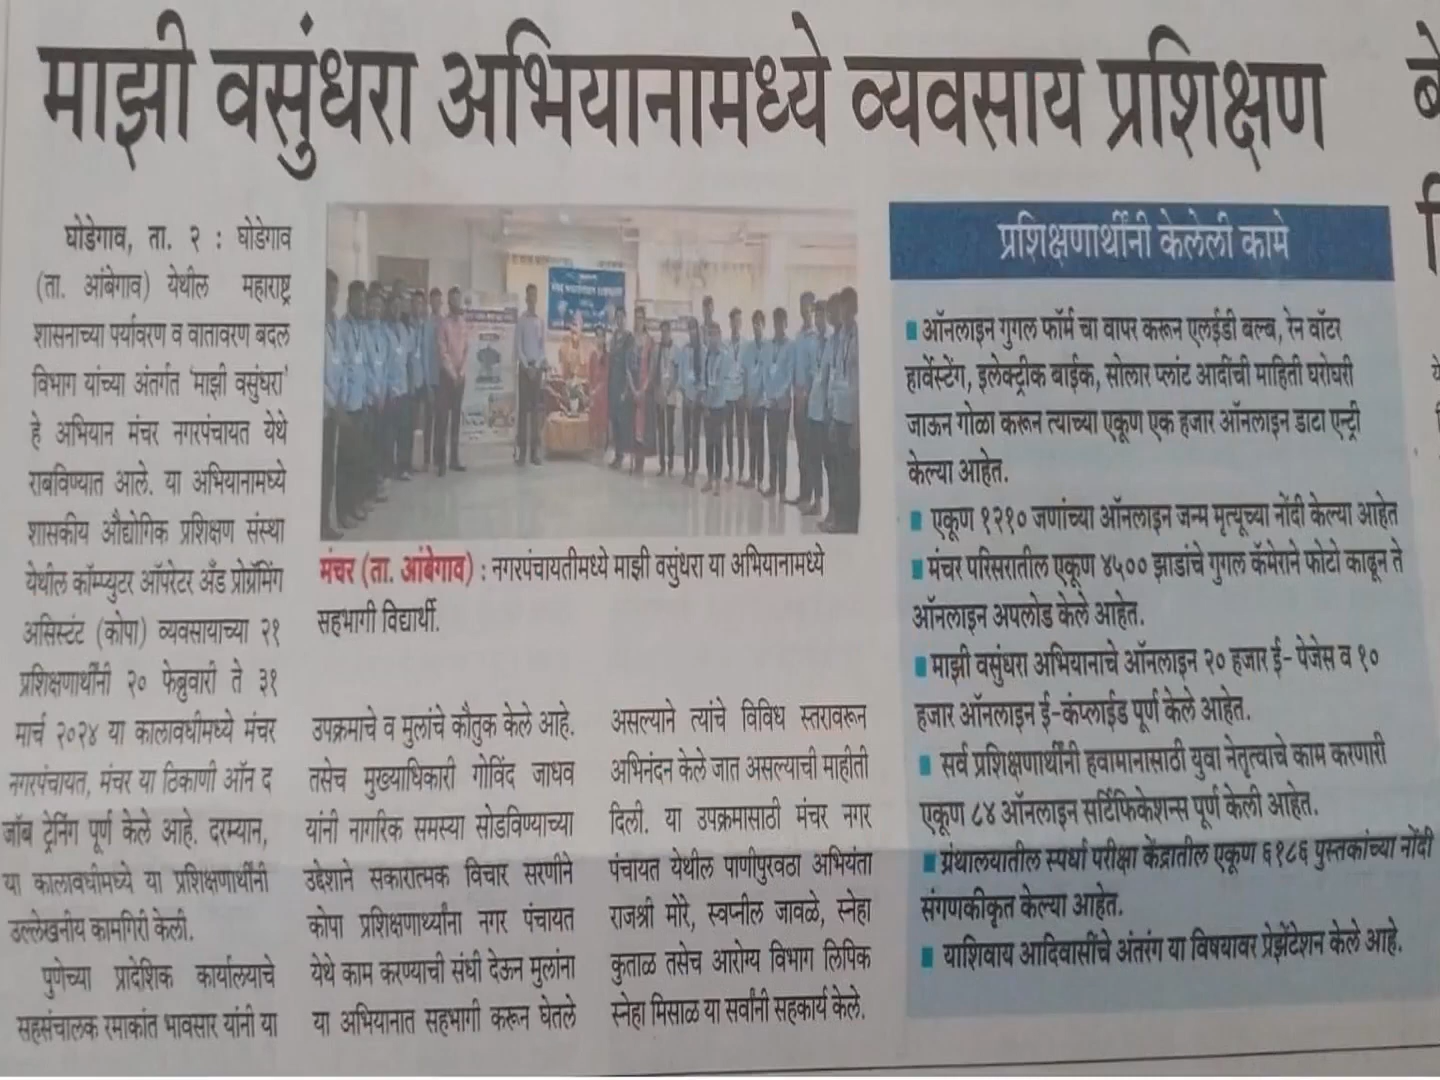 माझी वसुंधरा अभियानामध्ये व्यवसाय प्रशिक्षण
घोडेगाव, ता. २ : घोडेगाव
(ता. आंबेगाव) येथील महाराष्ट्र
शासनाच्या पर्यावरण व वातावरण बदल
विभाग यांच्या अंतर्गत 'माझी वसुंधरा'
हे अभियान मंचर नगरपंचायत येथे
राबविण्यात आले. या अभियानामध्ये
शासकीय औद्योगिक प्रशिक्षण संस्था
येथील कॉम्प्युटर ऑपरेटर अँड प्रोग्रॅमिंग
असिस्टंट (कोपा) व्यवसायाच्या २१
प्रशिक्षणार्थींनी २० फेब्रुवारी ते ३१
मार्च २०२४ या कालावधीमध्ये मंचर
नगरपंचायत, मंचर या ठिकाणी ऑन द
जॉब ट्रेनिंग पूर्ण केले आहे. दरम्यान,
या कालावधीमध्ये या प्रशिक्षणार्थींनी
उल्लेखनीय कामगिरी केली.
पुणेच्या प्रादेशिक कार्यालयाचे
सहसंचालक रमाकांत भावसार यांनी या
मंचर (ता. आंबेगाव) : नगरपंचायतीमध्ये माझी वसुंधरा या अभियानामध्ये
सहभागी विद्यार्थी.
उपक्रमाचे व मुलांचे कौतुक केले आहे.
तसेच मुख्याधिकारी गोविंद जाधव
यांनी नागरिक समस्या सोडविण्याच्या
उद्देशाने सकारात्मक विचार सरणीने
कोपा प्रशिक्षणार्थ्यांना नगर पंचायत
येथे काम करण्याची संधी देऊन मुलांना
या अभियानात सहभागी करून घेतले
असल्याने त्यांचे विविध स्तरावरून
अभिनंदन केले जात असल्याची माहीती
दिली. या उपक्रमासाठी मंचर नगर
पंचायत येथील पाणीपुरवठा अभियंता
राजश्री मोरे, स्वप्नील जावळे, स्नेहा
कुताळ तसेच आरोग्य विभाग लिपिक
स्नेहा मिसाळ या सर्वांनी सहकार्य केले.
प्रशिक्षणार्थींनी केलेली कामे
■ ऑनलाइन गुगल फॉर्म चा वापर करून एलईडी बल्ब, रेन वॉटर
हार्वेस्टेंग, इलेक्ट्रीक बाईक, सोलार प्लांट आदींची माहिती घरोघरी
जाऊन गोळा करून त्याच्या एकूण एक हजार ऑनलाइन डाटा एन्ट्री
केल्या आहेत.
■ एकूण १२१० जणांच्या ऑनलाइन जन्म मृत्यूच्या नोंदी केल्या आहेत
■ मंचर परिसरातील एकूण ४५०० झाडांचे गुगल कॅमेराने फोटो काढून ते
ऑनलाइन अपलोड केले आहेत.
■ माझी वसुंधरा अभियानाचे ऑनलाइन २० हजार ई- पेजेस व १०
हजार ऑनलाइन ई-कंप्लाईड पूर्ण केले आहेत.
■ सर्व प्रशिक्षणार्थींनी हवामानासाठी युवा नेतृत्वाचे काम करणारी
एकूण ८४ ऑनलाइन सर्टिफिकेशन्स पूर्ण केली आहेत.
■ ग्रंथालयातील स्पर्धा परीक्षा केंद्रातील एकूण ६१८६ पुस्तकांच्या नोंदी
संगणकीकृत केल्या आहेत.
■ याशिवाय आदिवासींचे अंतरंग या विषयावर प्रेझेंटेशन केले आहे.